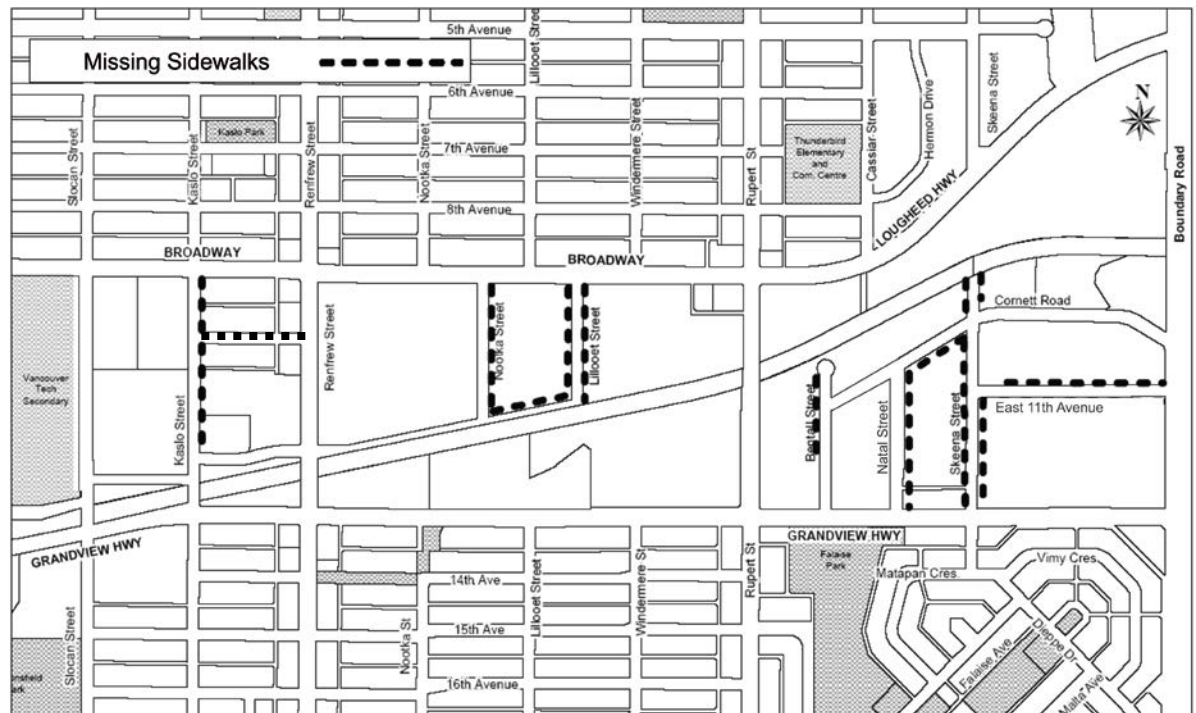 5th Avenue
Lillooet Street
Missing Sidewalks
Skeena Street
6th Avenue
Hermon Drive
N
Kaslo Park
Slocan Street
Kaslo Street
Renfrew Street
Nootka Street
7th Avenue
Windermere Street
Rupert St
Thunderbird
Elementary
and
Com. Centre
Cassiar Street
Boundary Road
8th Avenue
LOUGHEED HWY
BROADWAY
BROADWAY
Cornett Road
Renfrew Street
Nootka Street
Lillooet Street
Vancouver
Tech
Secondary
Kaslo Street
Bentall Street
Natal Street
Skeena Street
East 11th Avenue
GRANDVIEW HWY
GRANDVIEW HWY
Falaise
Park
Vimy Cres.
Matapan Cres.
14th Ave
Lillooet Street
Windermere St
Rupert St
Slocan Street
Nootka St
15th Ave
Dieppe Dr
Falaise Ave
16th Avenue
Malta Ave